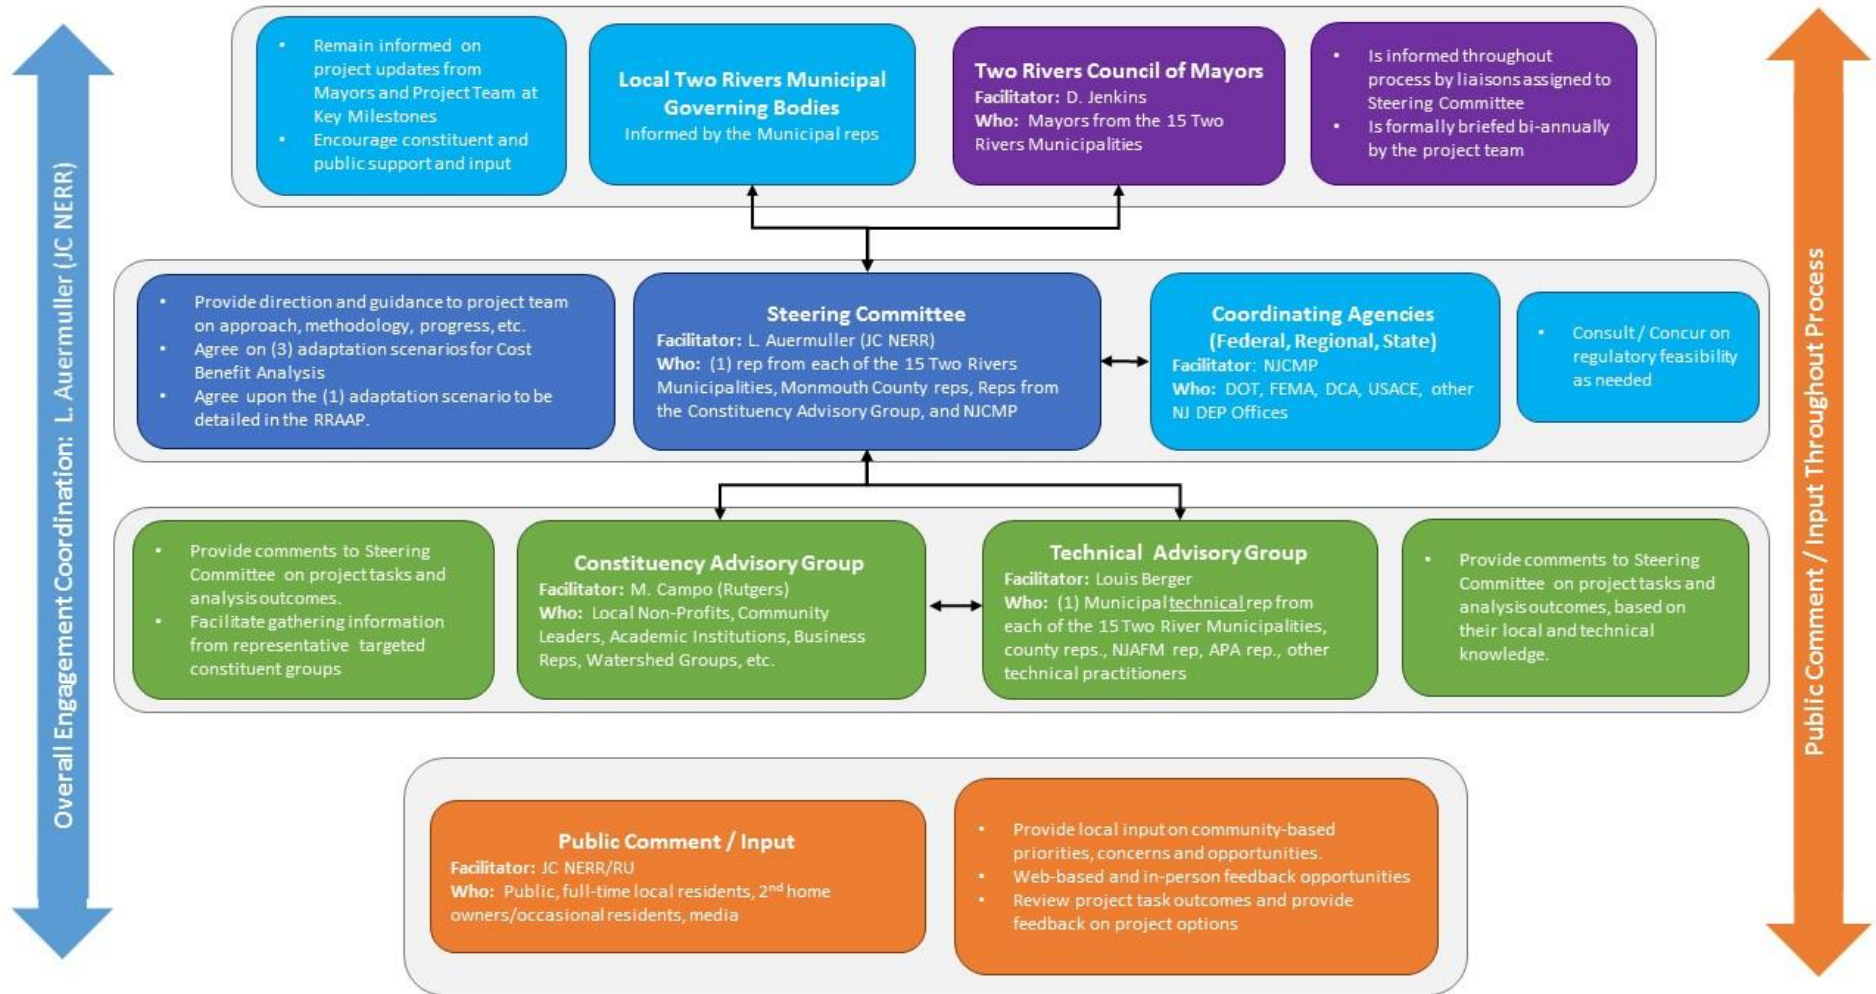 Overall Engagement Coordination: L. Auermuller (JC NERR)
• Remain informed on
project updates from
Mayors and Project Team at
Key Milestones
• Encourage constituent and
public support and input
Local Two Rivers Municipal
Governing Bodies
Informed by the Municipal reps
Two Rivers Council of Mayors
Facilitator: D. Jenkins
Who: Mayors from the 15 Two
Rivers Municipalities
• Is informed throughout
process by liaisons assigned to
Steering Committee
• Is formally briefed bi-annually
by the project team
• Provide direction and guidance to project team
on approach, methodology, progress, etc.
• Agree on (3) adaptation scenarios for Cost
Benefit Analysis
• Agree upon the (1) adaptation scenario to be
detailed in the RRAAP.
Steering Committee
Facilitator: L. Auermuller (JC NERR)
Who: (1) rep from each of the 15 Two Rivers
Municipalities, Monmouth County reps, Reps from
the Constituency Advisory Group, and NJCMP
Coordinating Agencies
(Federal, Regional, State)
Facilitator: NJCMP
Who: DOT, FEMA, DCA, USACE, other
NJ DEP Offices
• Consult / Concur on
regulatory feasibility
as needed
• Provide comments to Steering
Committee on project tasks and
analysis outcomes.
• Facilitate gathering information
from representative targeted
constituent groups
Constituency Advisory Group
Facilitator: M. Campo (Rutgers)
Who: Local Non-Profits, Community
Leaders, Academic Institutions, Business
Reps, Watershed Groups, etc.
Technical Advisory Group
Facilitator: Louis Berger
Who: (1) Municipal technical rep from
each of the 15 Two River Municipalities,
county reps., NJAFM rep, APA rep., other
technical practitioners
• Provide comments to Steering
Committee on project tasks and
analysis outcomes, based on
their local and technical
knowledge.
Public Comment / Input
Facilitator: JC NERR/RU
Who: Public, full-time local residents, 2nd home
owners/occasional residents, media
• Provide local input on community-based
priorities, concerns and opportunities.
• Web-based and in-person feedback opportunities
• Review project task outcomes and provide
feedback on project options
Public Comment / Input Throughout Process